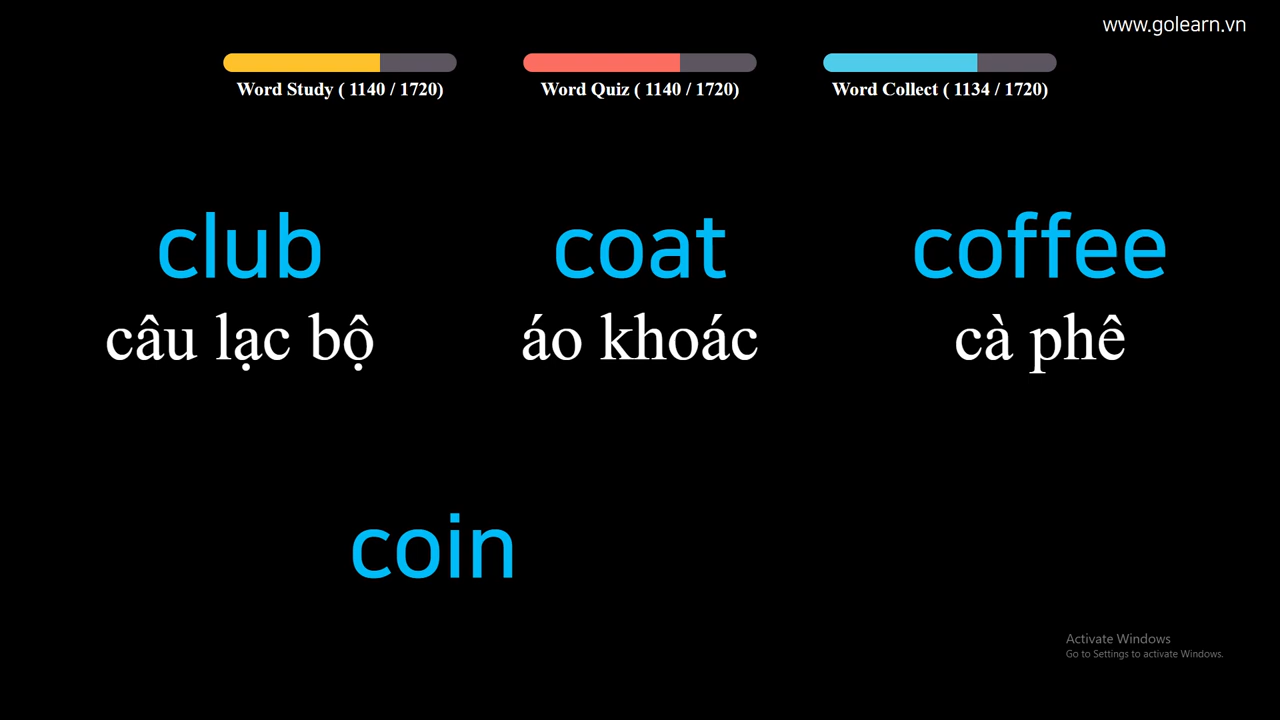 www.golearn.vn
Word Study ( 1140 / 1720)
Word Quiz ( 1140 / 1720)
Word Collect ( 1134 / 1720)
club
coat
coffee
câu lạc bộ
áo khoác
cà phê
coin
Activate Windows
Go to Settings to activate Windows.